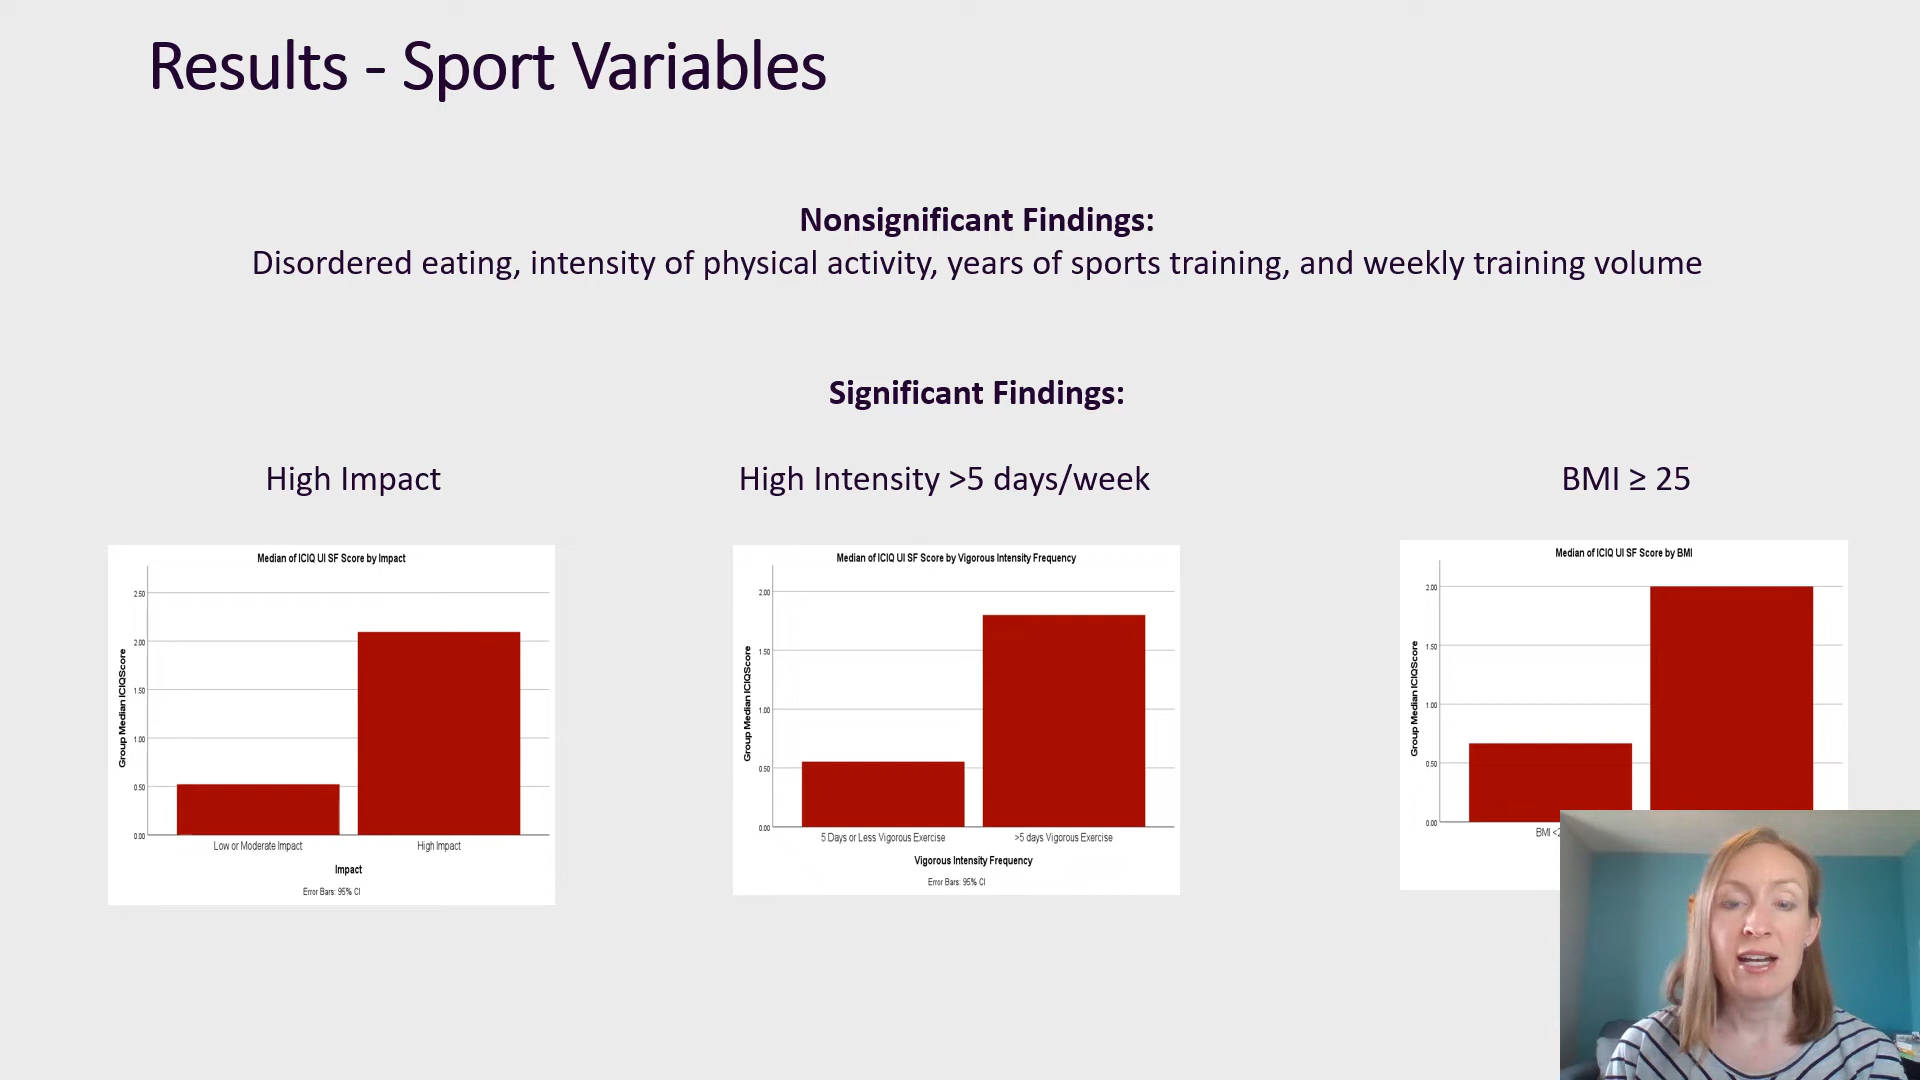 Results - Sport Variables
Nonsignificant Findings:
Disordered eating, intensity of physical activity, years of sports training, and weekly training volume
Significant Findings:
High Impact
High Intensity >5 days/week
BMI ≥ 25
Median of ICIQ UI SF Score by Impact
Group Median ICIQScore
2.50
2.00
1.50
1.00
0.50
0.00
Low or Moderate Impact
High Impact
Impact
Error Bars: 95% CI
Median of ICIQ UI SF Score by Vigorous Intensity Frequency
Group Median ICIQScore
2.00
1.50
1.00
0.50
0.00
5 Days or Less Vigorous Exercise
>5 days Vigorous Exercise
Vigorous Intensity Frequency
Error Bars: 95% CI
Median of ICIQ UI SF Score by BMI
Group Median ICIQScore
2.00
1.50
1.00
0.50
0.00
BMI